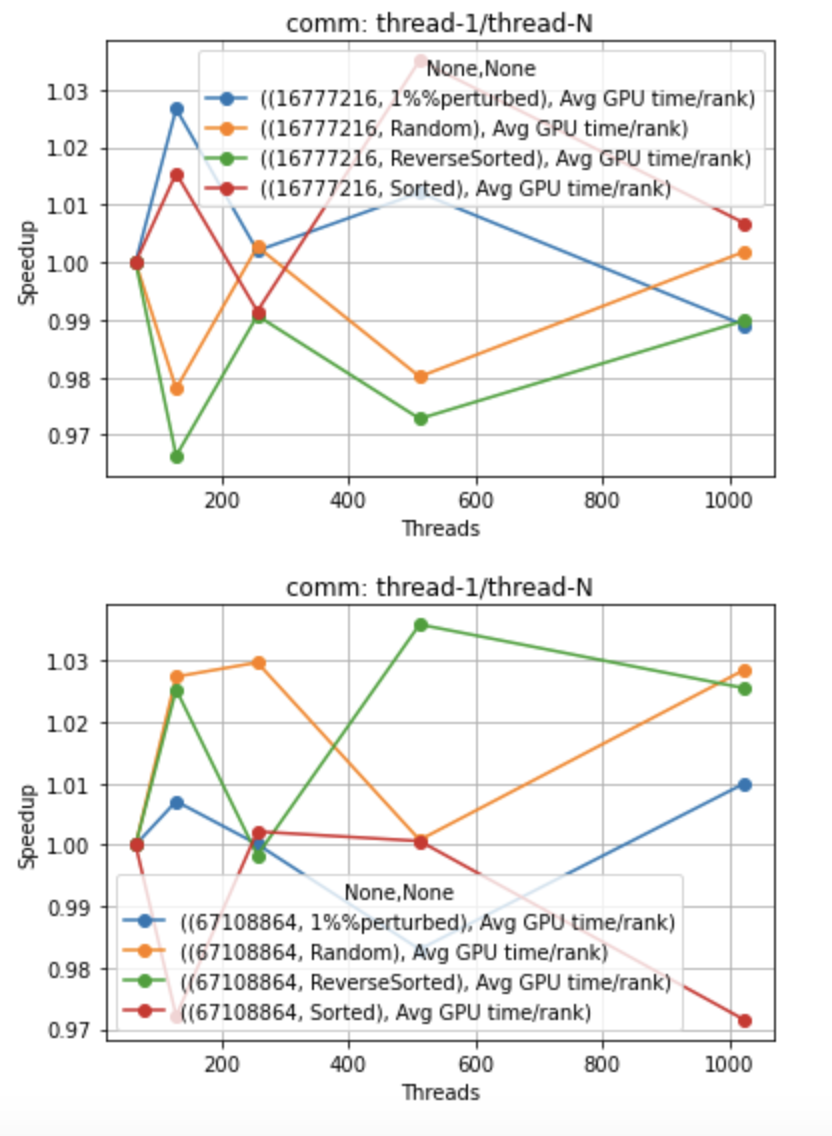 comm: thread-1/thread-N
None,None
((16777216, 1%%perturbed), Avg GPU time/rank)
((16777216, Random), Avg GPU time/rank)
((16777216, ReverseSorted), Avg GPU time/rank)
((16777216, Sorted), Avg GPU time/rank)
Speedup
1.03
1.02
1.01
1.00
0.99
0.98
0.97
200 400 600 800 1000
Threads
comm: thread-1/thread-N
Speedup
1.03
1.02
1.01
1.00
0.99
0.98
0.97
None,None
((67108864, 1%%perturbed), Avg GPU time/rank)
((67108864, Random), Avg GPU time/rank)
((67108864, ReverseSorted), Avg GPU time/rank)
((67108864, Sorted), Avg GPU time/rank)
200 400 600 800 1000
Threads